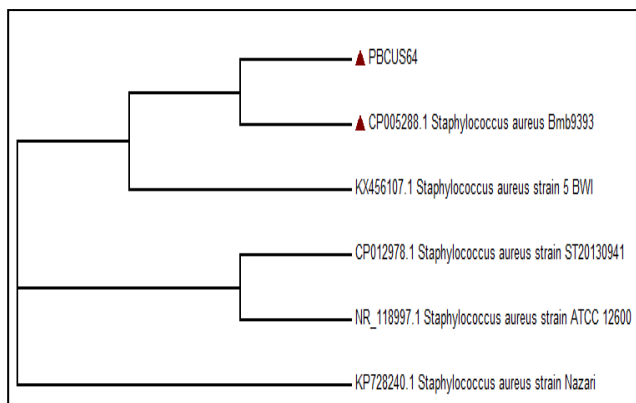 PBCUS64
CP005288.1 Staphylococcus aureus Bmb9393
KX456107.1 Staphylococcus aureus strain 5 BWI
CP012978.1 Staphylococcus aureus strain ST20130941
NR_118997.1 Staphylococcus aureus strain ATCC 12600
KP728240.1 Staphylococcus aureus strain Nazari